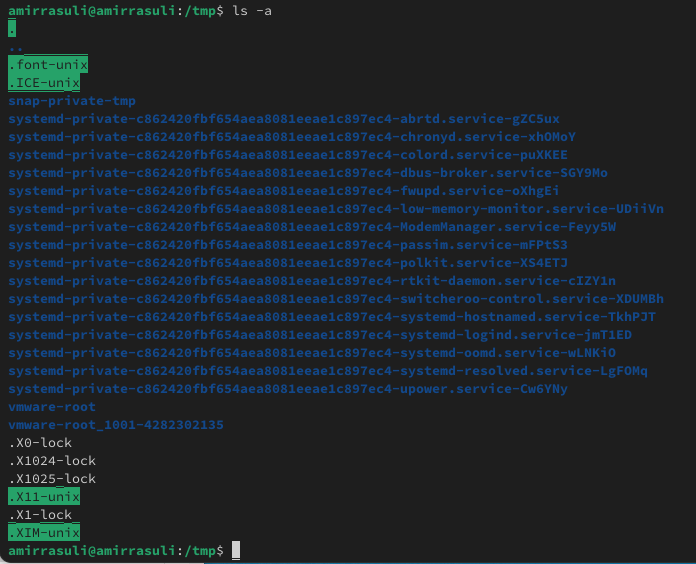 amirrasuli@amirrasuli:/tmp$ ls -a
.
..
.font-unix
.ICE-unix
snap-private-tmp
systemd-private-c862420fbf654aea8081eeae1c897ec4-abrtd.service-gZC5ux
systemd-private-c862420fbf654aea8081eeae1c897ec4-chronyd.service-xhOMoY
systemd-private-c862420fbf654aea8081eeae1c897ec4-colord.service-puXKEE
systemd-private-c862420fbf654aea8081eeae1c897ec4-dbus-broker.service-SGY9Mo
systemd-private-c862420fbf654aea8081eeae1c897ec4-fwupd.service-oXhgEi
systemd-private-c862420fbf654aea8081eeae1c897ec4-low-memory-monitor.service-UDiiVn
systemd-private-c862420fbf654aea8081eeae1c897ec4-ModemManager.service-Feyy5W
systemd-private-c862420fbf654aea8081eeae1c897ec4-passim.service-mFPtS3
systemd-private-c862420fbf654aea8081eeae1c897ec4-polkit.service-XS4ETJ
systemd-private-c862420fbf654aea8081eeae1c897ec4-rtkit-daemon.service-cIZY1n
systemd-private-c862420fbf654aea8081eeae1c897ec4-switcheroo-control.service-XDUMBh
systemd-private-c862420fbf654aea8081eeae1c897ec4-systemd-hostnamed.service-TkhPJT
systemd-private-c862420fbf654aea8081eeae1c897ec4-systemd-logind.service-jmT1ED
systemd-private-c862420fbf654aea8081eeae1c897ec4-systemd-oomd.service-wLNKiO
systemd-private-c862420fbf654aea8081eeae1c897ec4-systemd-resolved.service-LgFOMq
systemd-private-c862420fbf654aea8081eeae1c897ec4-upower.service-Cw6YNy
vmware-root
vmware-root_1001-4282302135
.X0-lock
.X1024-lock
.X1025-lock
.X11-unix
.X1-lock
.XIM-unix
amirrasuli@amirrasuli:/tmp$